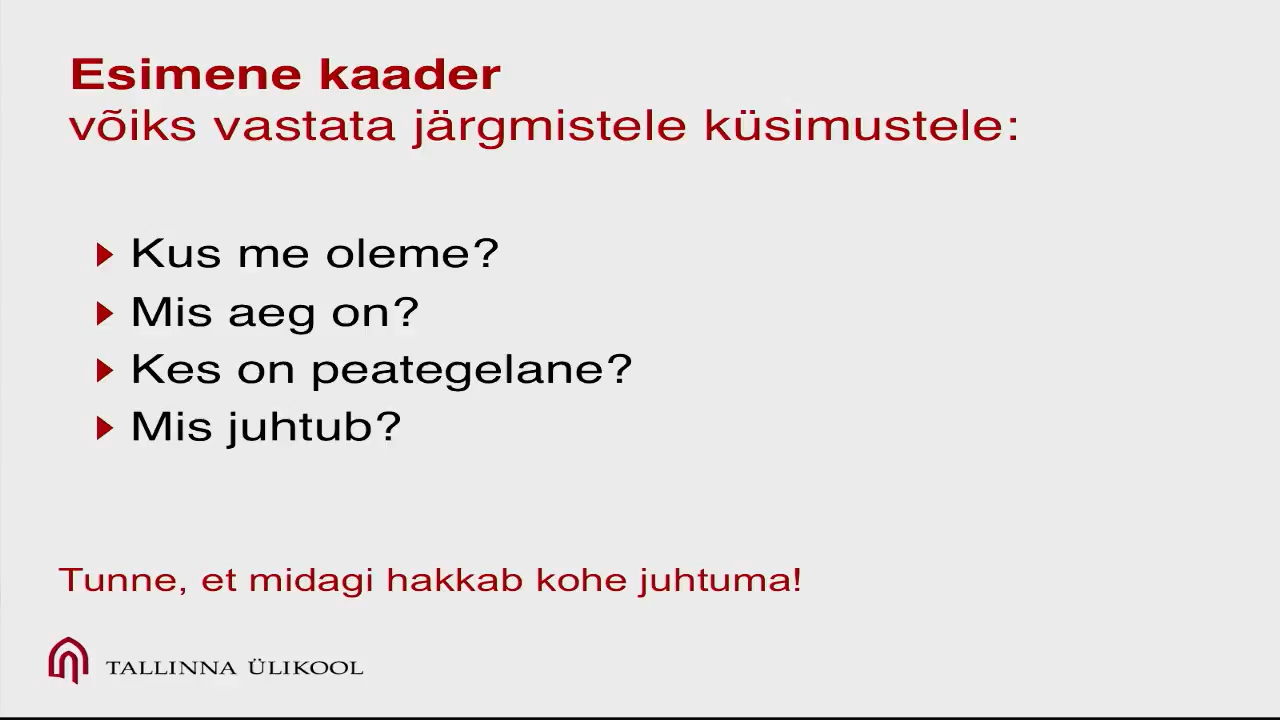 Esimene kaader
võiks vastata järgmistele küsimustele:
Kus me oleme?
Mis aeg on?
Kes on peategelane?
Mis juhtub?
Tunne, et midagi hakkab kohe juhtuma!
TALLINNA ÜLIKOOL